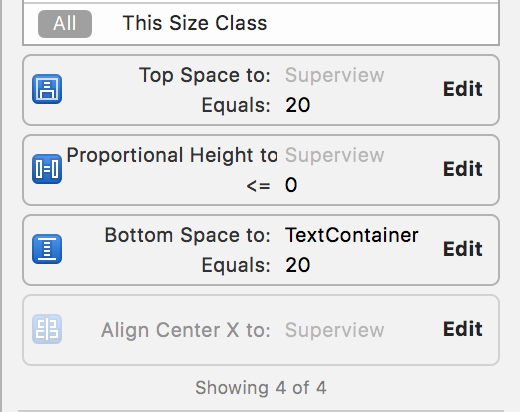 All This Size Class
Top Space to: Superview Edit
Equals: 20
Proportional Height to Superview Edit
<= 0
Bottom Space to: TextContainer Edit
Equals: 20
Align Center X to: Superview Edit
Showing 4 of 4